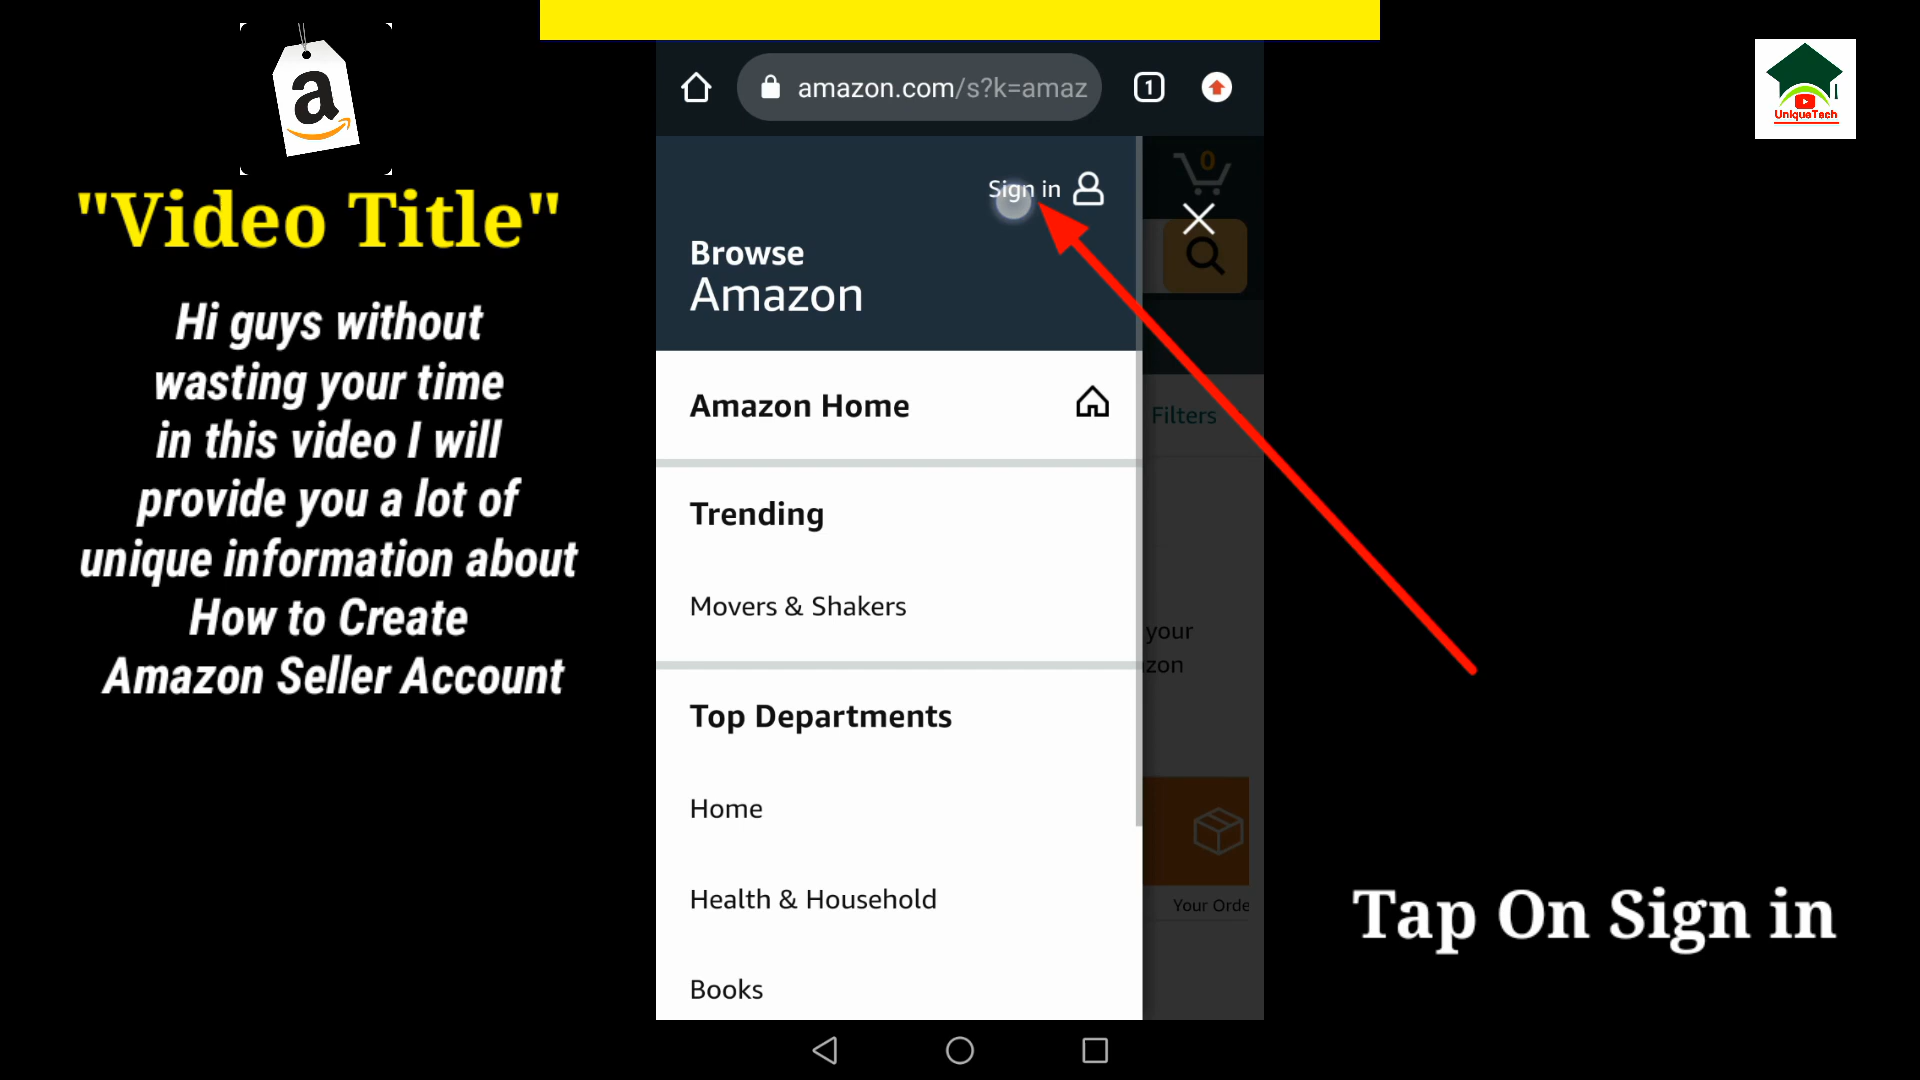 a
"Video Title"
Hi guys without
wasting your time
in this video I will
provide you a lot of
unique information about
How to Create
Amazon Seller Account
amazon.com/s?k=amaz
1
Sign in
0
Browse
Amazon
Amazon Home
Filters
Trending
Movers & Shakers
your
zon
Top Departments
Home
Health & Household
Your Orde
Books
UniqueTech
Tap On Sign in